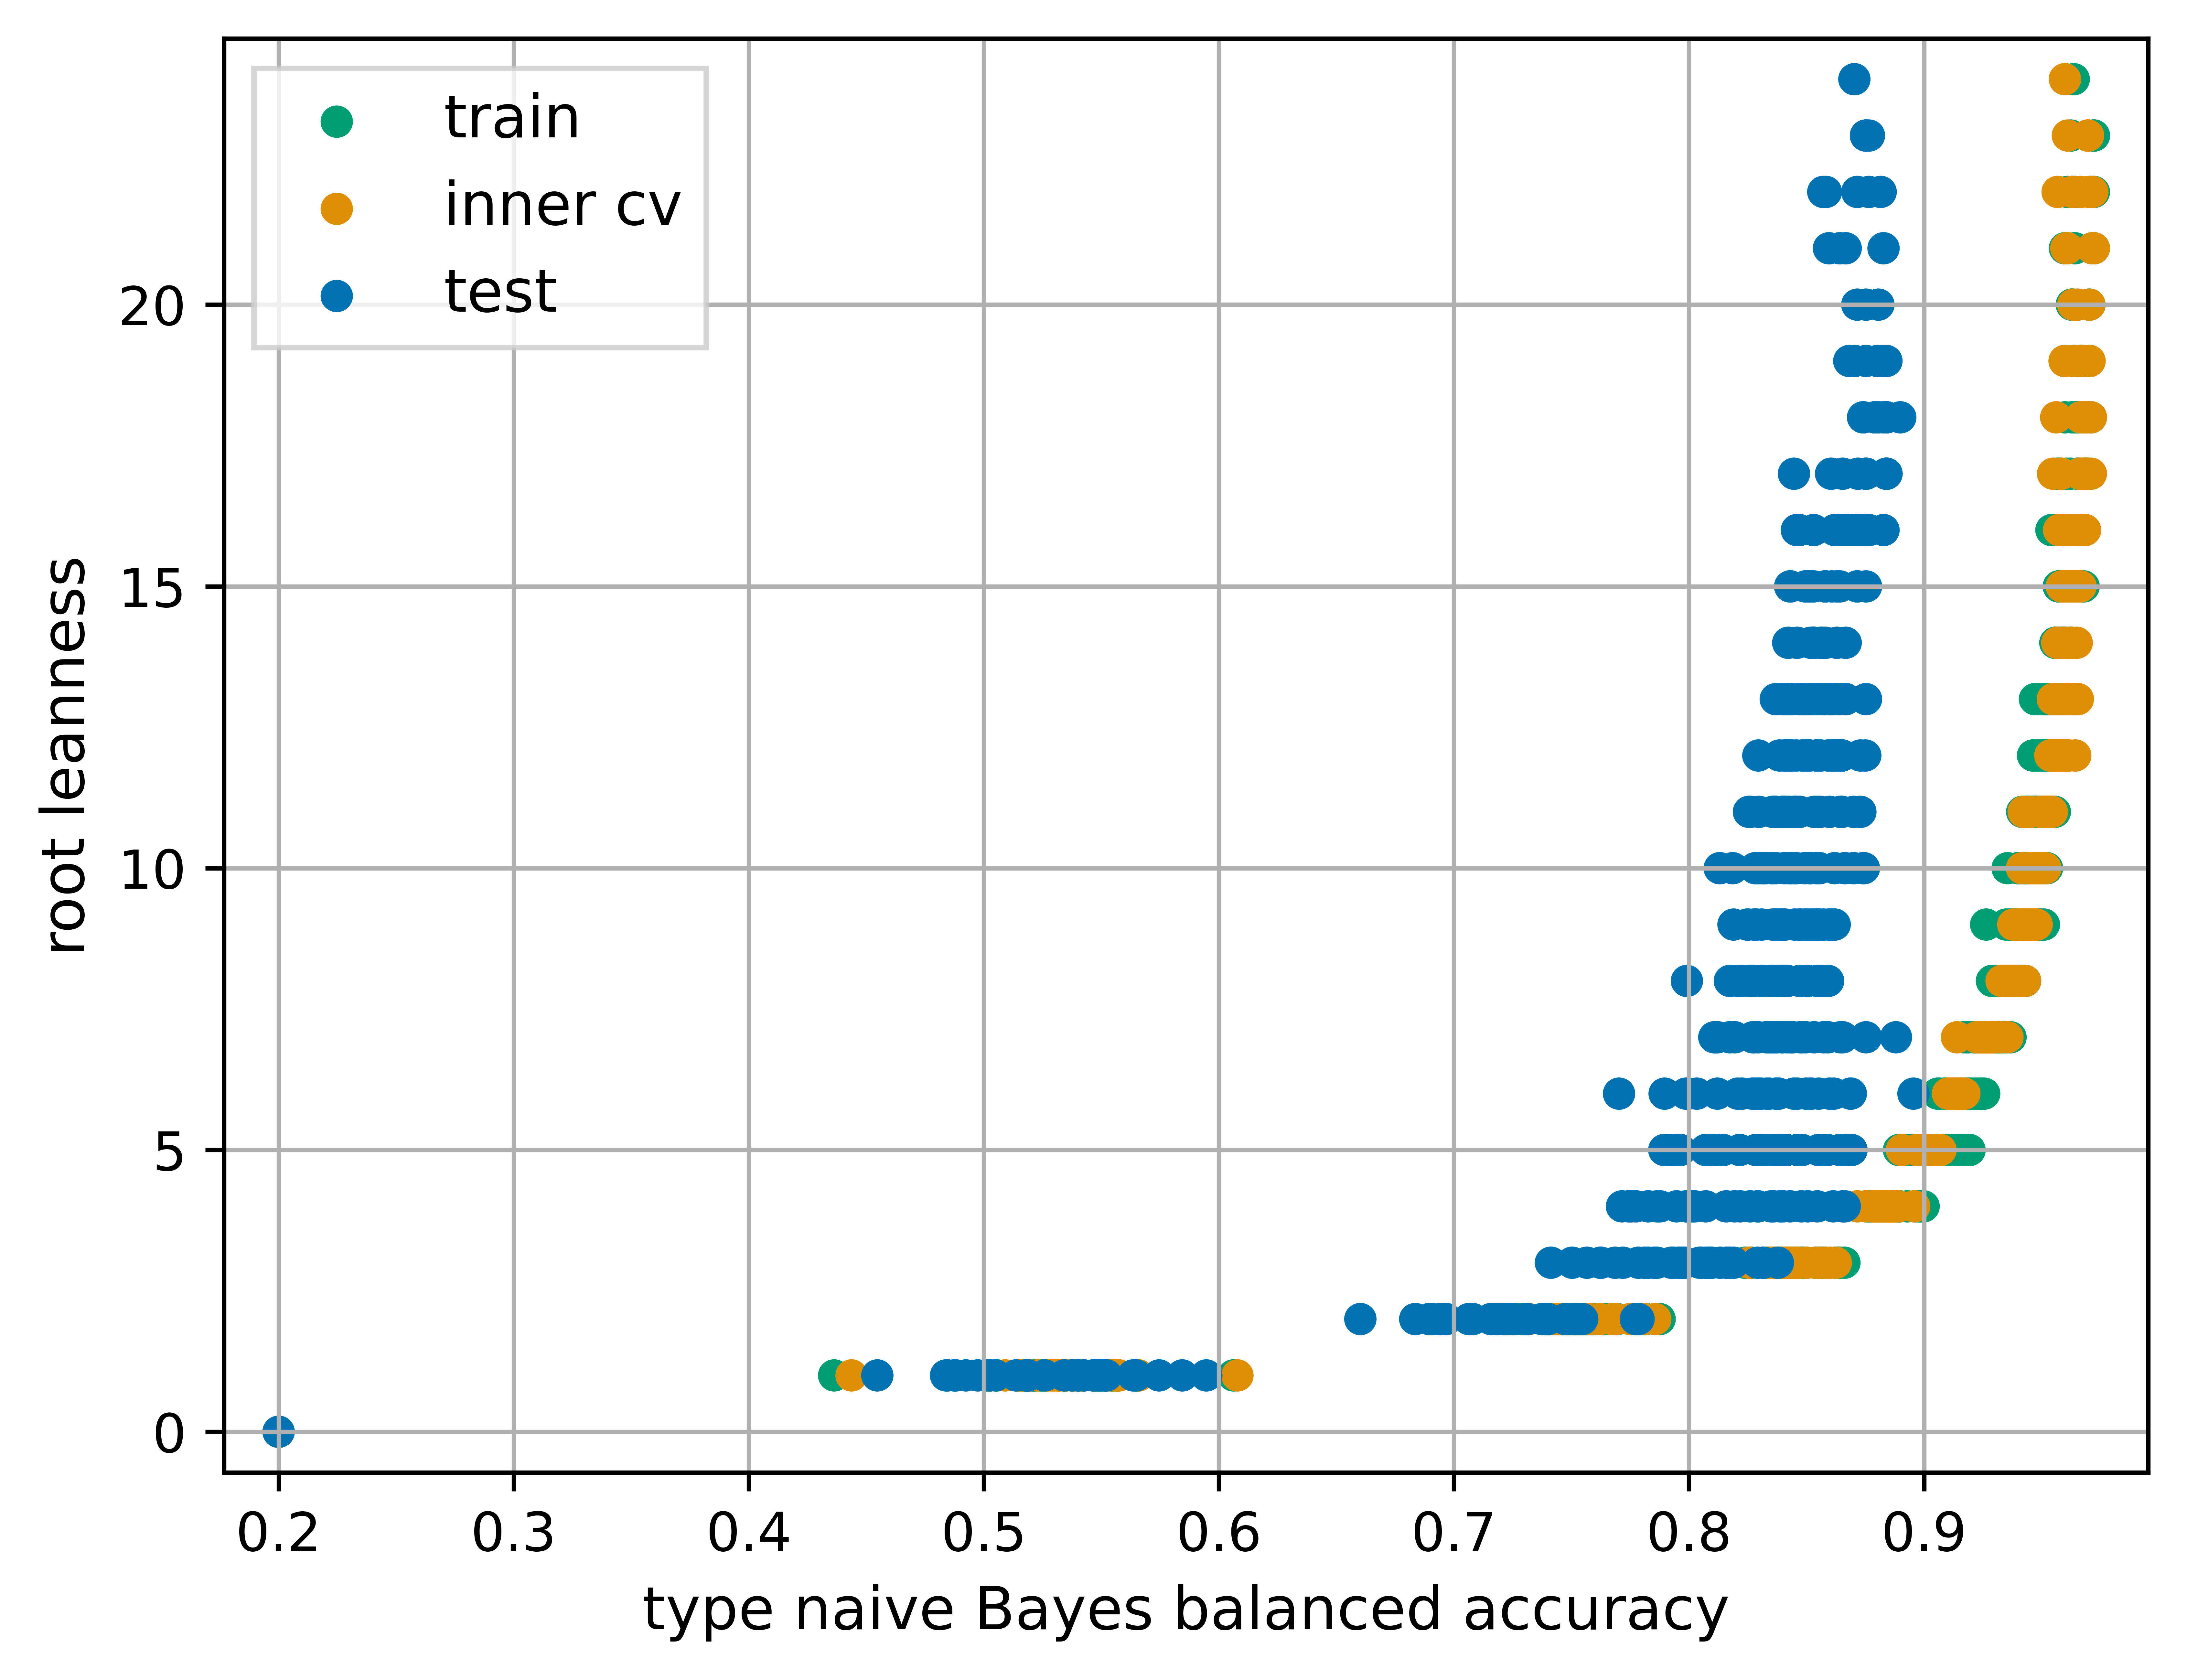 train
inner cv
test
20
15
10
5
0
root leanness
0.2 0.3 0.4 0.5 0.6 0.7 0.8 0.9
type naive Bayes balanced accuracy